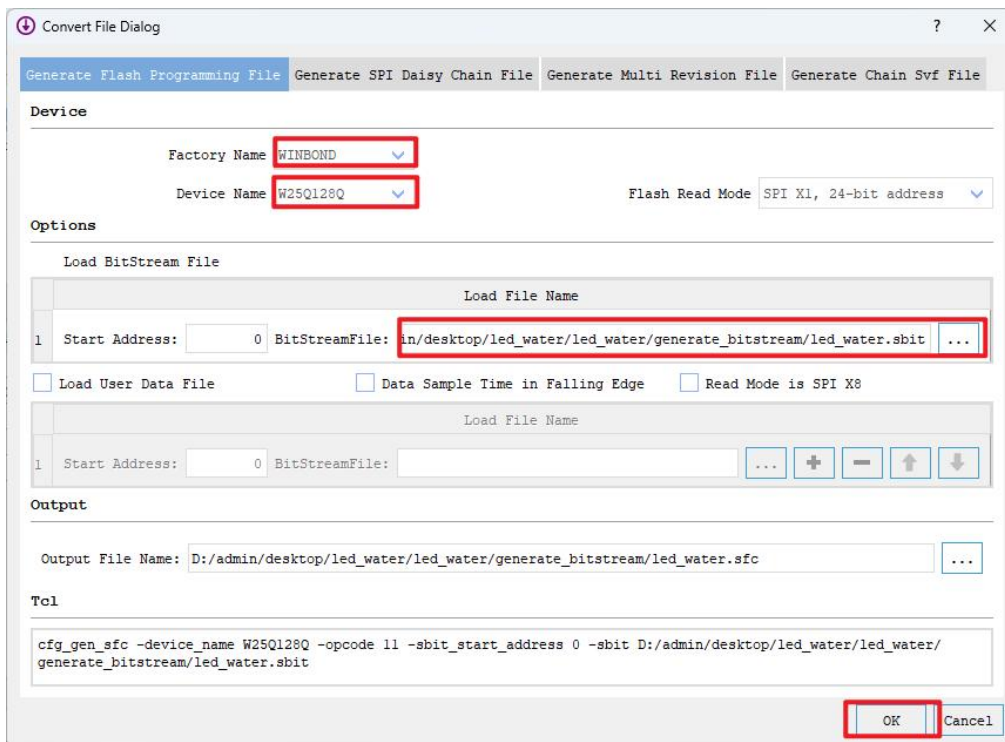 Convert File Dialog ? ×
Generate Flash Programming File Generate SPI Daisy Chain File Generate Multi Revision File Generate Chain Svf File
Device
Factory Name WINBOND
Device Name W25Q128Q Flash Read Mode SPI X1, 24-bit address
Options
Load BitStream File
Load File Name
1 Start Address: 0 BitStreamFile: in/desktop/led_water/led_water/generate_bitstream/led_water.sbit ...
Load User Data File Data Sample Time in Falling Edge Read Mode is SPI X8
Load File Name
1 Start Address: 0 BitStreamFile: ...
Output
Output File Name: D:/admin/desktop/led_water/led_water/generate_bitstream/led_water.sfc ...
Tcl
cfg_gen_sfc -device_name W25Q128Q -opcode 11 -sbit_start_address 0 -sbit D:/admin/desktop/led_water/led_water/
generate_bitstream/led_water.sbit
OK Cancel